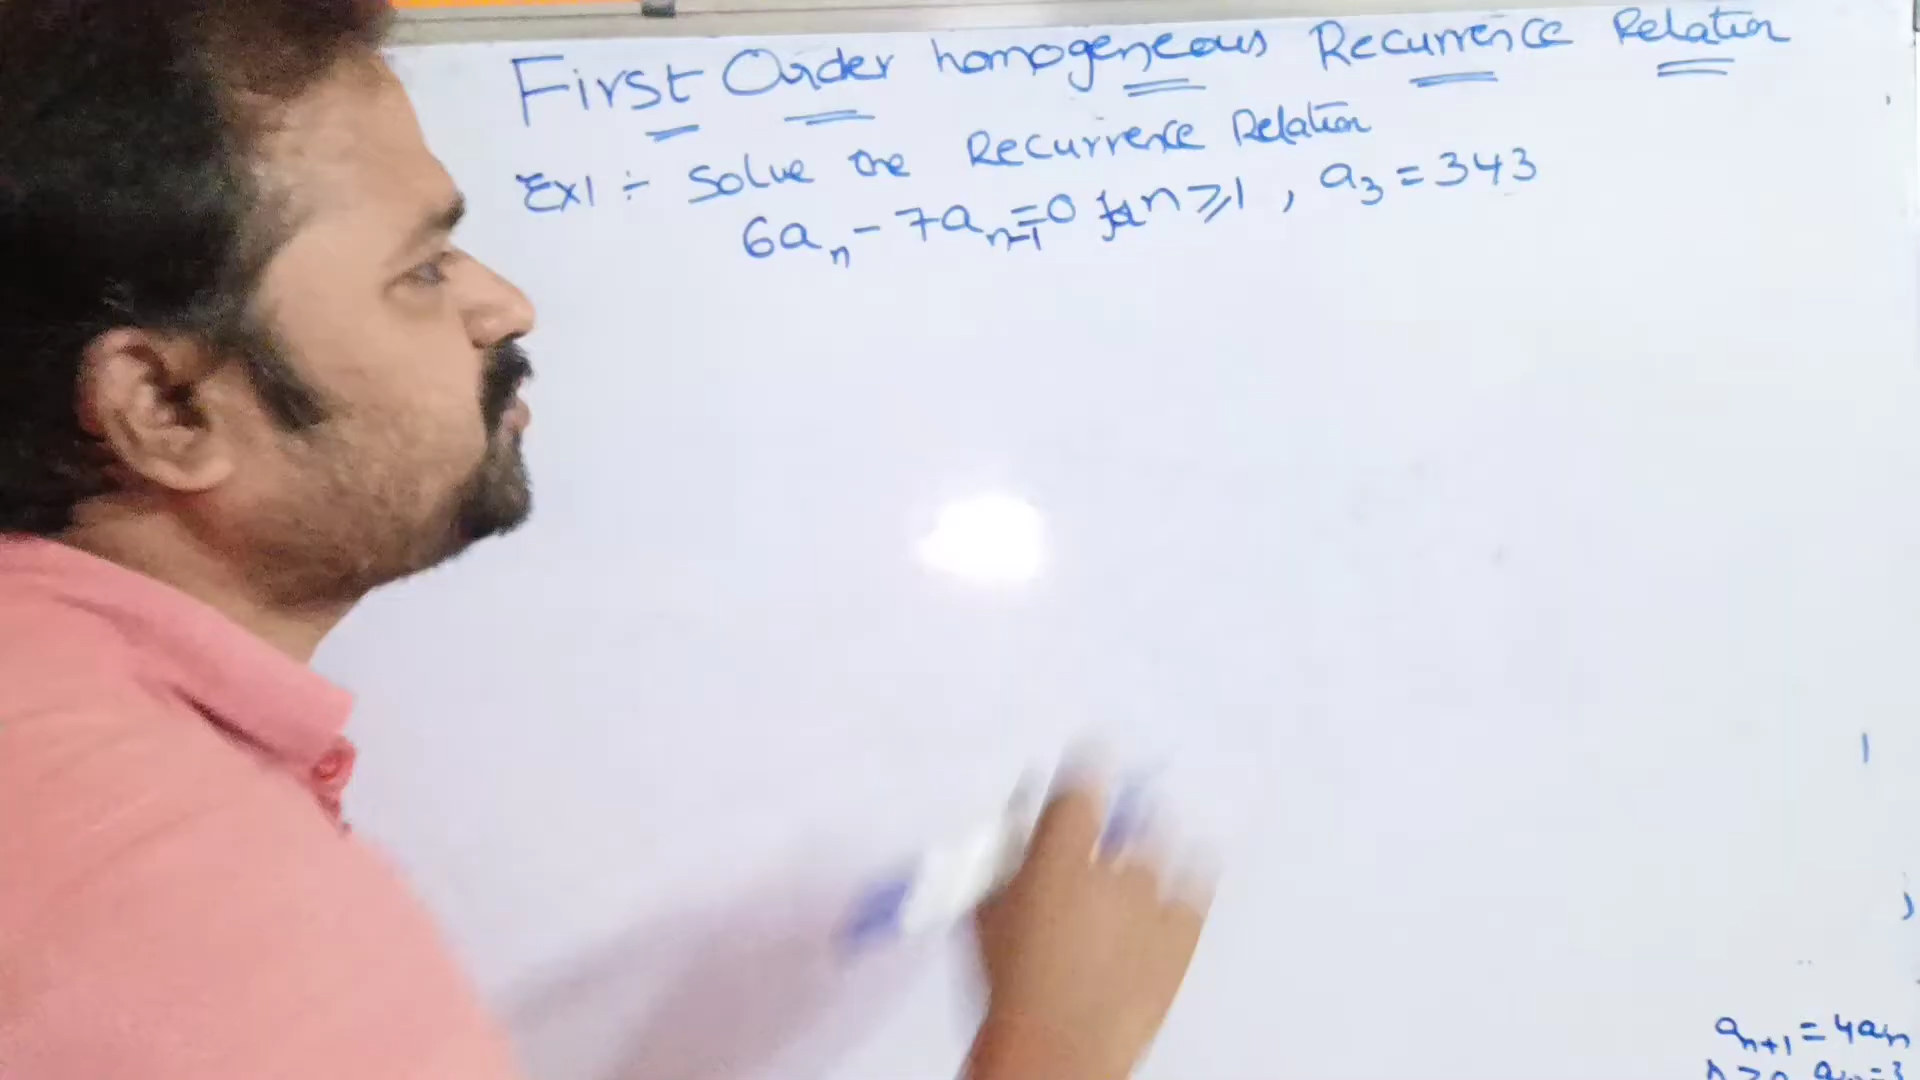 First Order homogeneous Recurrence Relation
Ex1 ÷ Solve the Recurrence Relation
6aₙ - 7aₙ₋₁ = 0 for n ≥ 1, a₃ = 343
aₙ₊₁ = 4aₙ